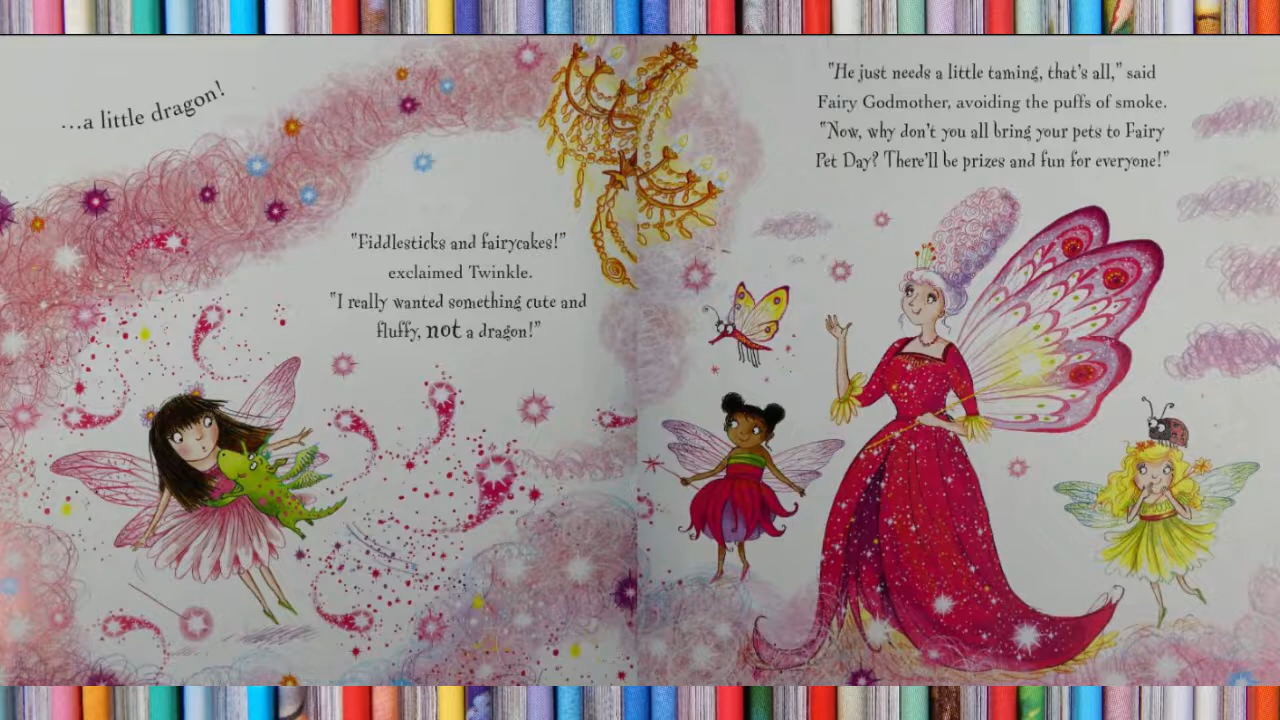 ...a little dragon!
"Fiddlesticks and fairycakes!"
exclaimed Twinkle.
"I really wanted something cute and
fluffy, not a dragon!"
"He just needs a little taming, that's all," said
Fairy Godmother, avoiding the puffs of smoke.
"Now, why don't you all bring your pets to Fairy
Pet Day? There'll be prizes and fun for everyone!"